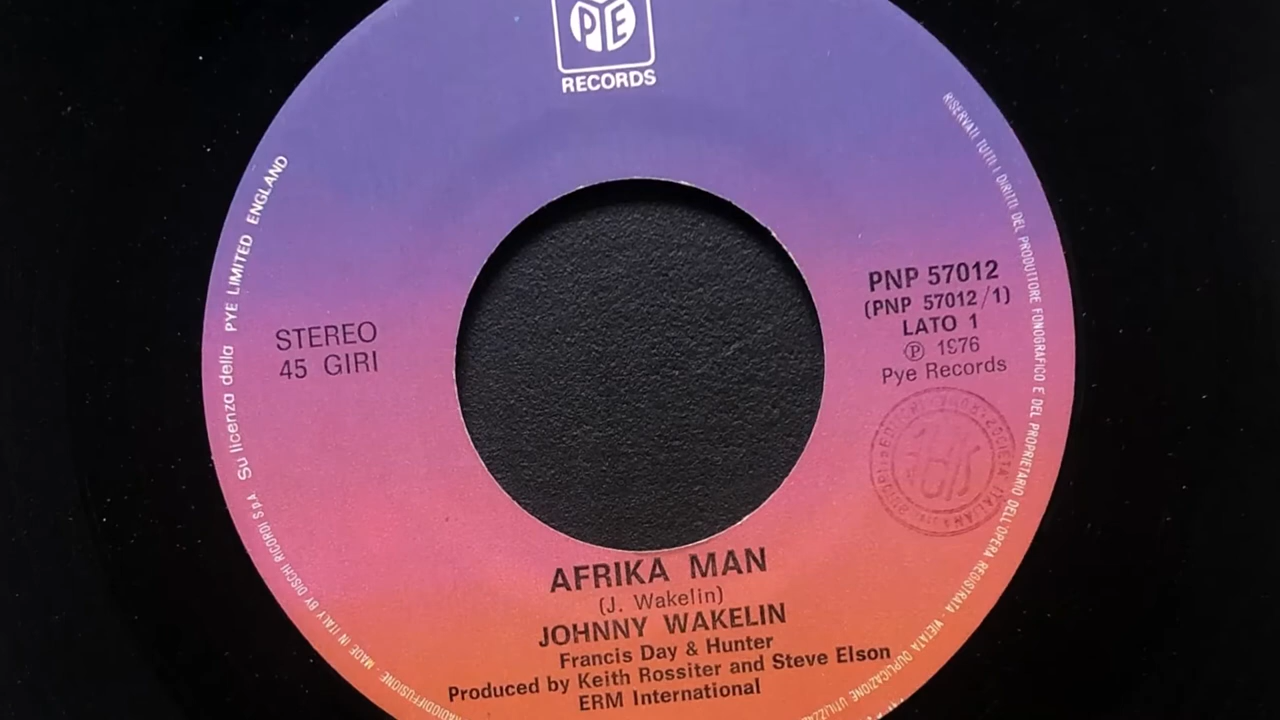 PYE
RECORDS
STEREO
45 GIRI
PNP 57012
(PNP 57012/1)
LATO 1
Ⓟ 1976
Pye Records
AFRIKA MAN
(J. Wakelin)
JOHNNY WAKELIN
Francis Day & Hunter
Produced by Keith Rossiter and Steve Elson
ERM International
RADIODIFFUSIONE - MADE IN ITALY BY DISCHI RICORDI S.p.A. Su licenza della PYE LIMITED ENGLAND
RISERVATI TUTTI I DIRITTI DEL PRODUTTORE FONOGRAFICO E DEL PROPRIETARIO DELL'OPERA REGISTRATA - VIETATA DUPLICAZIONE